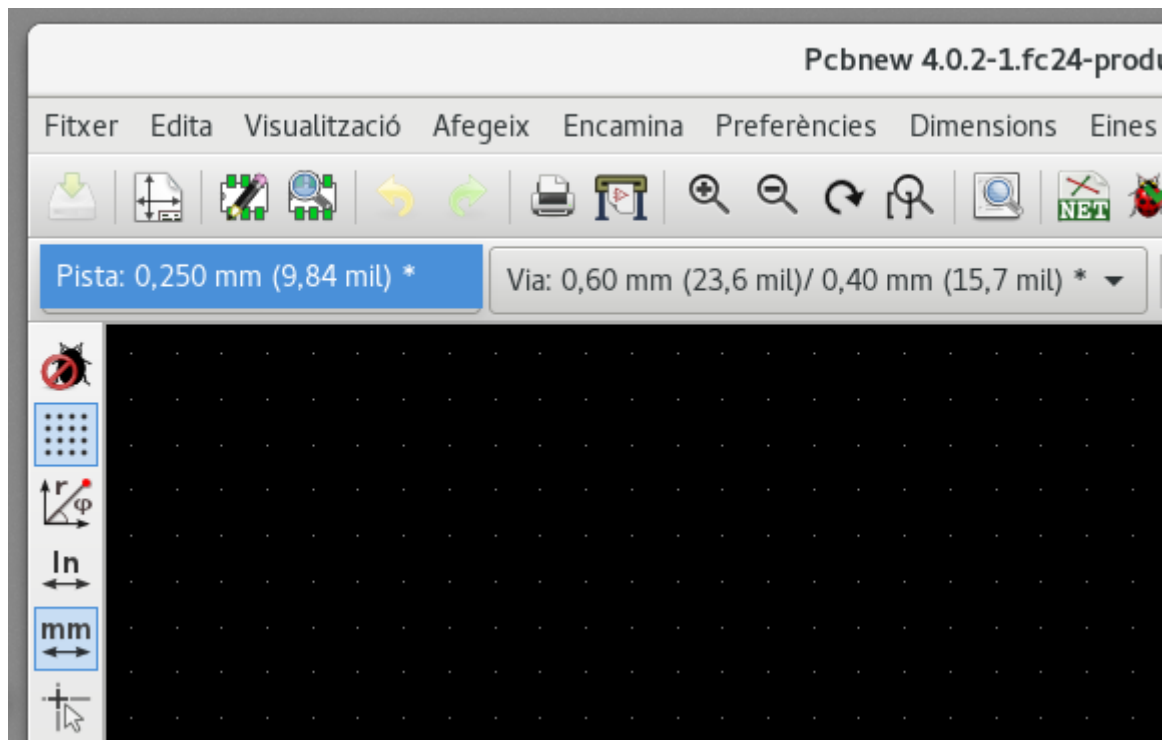 Pcbnew 4.0.2-1.fc24-produ
Fitxer Edita Visualització Afegeix Encamina Preferències Dimensions Eines
NET
Pista: 0,250 mm (9,84 mil) * Via: 0,60 mm (23,6 mil)/ 0,40 mm (15,7 mil) *
r φ
In
mm